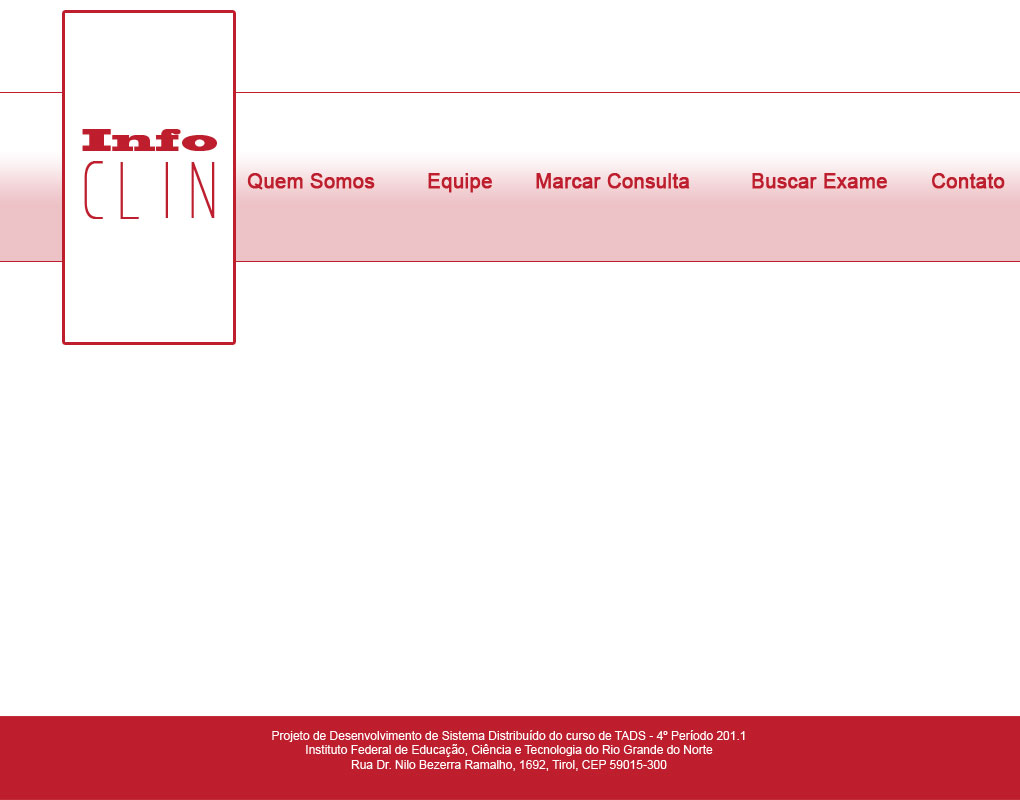 Info
CLIN
Quem Somos Equipe Marcar Consulta Buscar Exame Contato
Projeto de Desenvolvimento de Sistema Distribuído do curso de TADS - 4º Período 201.1
Instituto Federal de Educação, Ciência e Tecnologia do Rio Grande do Norte
Rua Dr. Nilo Bezerra Ramalho, 1692, Tirol, CEP 59015-300